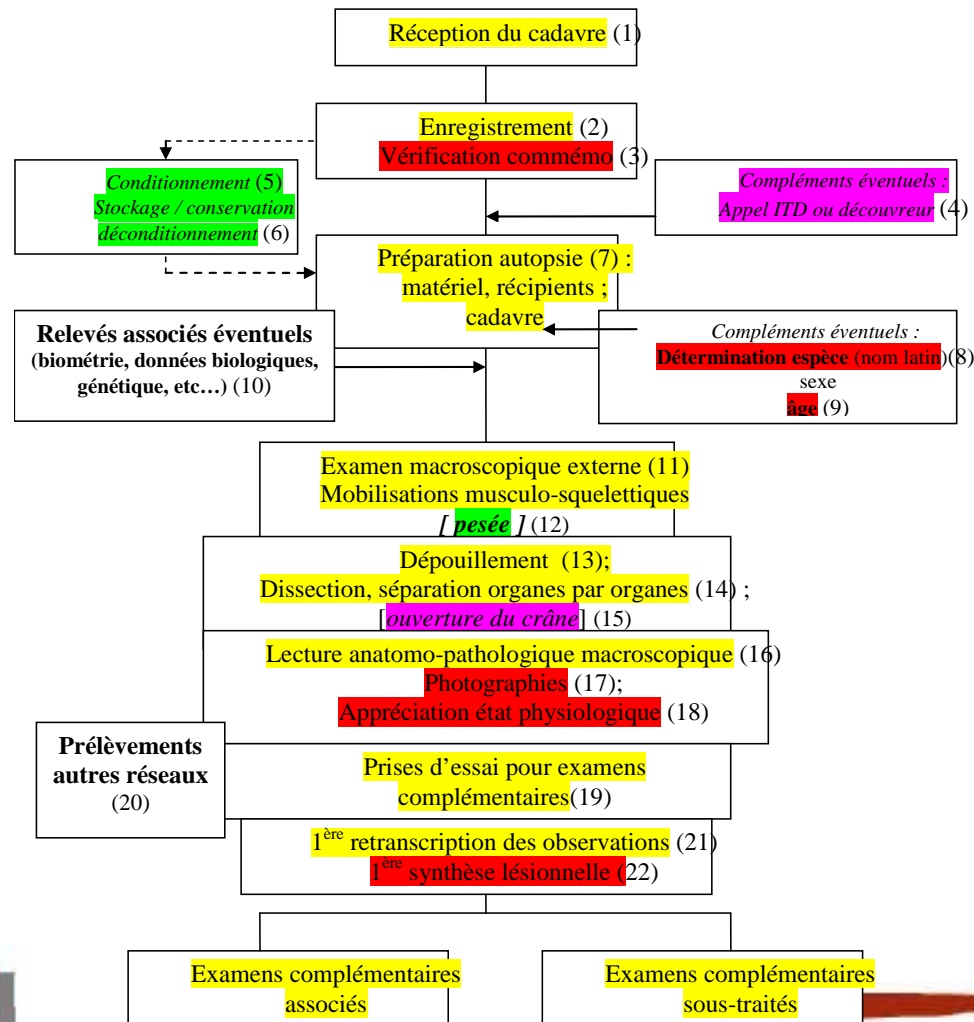 Réception du cadavre (1)
Enregistrement (2)
Vérification commémo (3)
Conditionnement (5)
Stockage / conservation
déconditionnement (6)
Compléments éventuels :
Appel ITD ou découvreur (4)
Préparation autopsie (7) :
matériel, récipients ;
cadavre
Relevés associés éventuels
(biométrie, données biologiques,
génétique, etc…) (10)
Compléments éventuels :
Détermination espèce (nom latin)(8)
sexe
âge (9)
Examen macroscopique externe (11)
Mobilisations musculo-squelettiques
[ pesée ] (12)
Dépouillement (13);
Dissection, séparation organes par organes (14) ;
[ouverture du crâne] (15)
Lecture anatomo-pathologique macroscopique (16)
Photographies (17);
Appréciation état physiologique (18)
Prélèvements
autres réseaux
(20)
Prises d’essai pour examens
complémentaires(19)
1ère retranscription des observations (21)
1ère synthèse lésionnelle (22)
Examens complémentaires
associés
Examens complémentaires
sous-traités